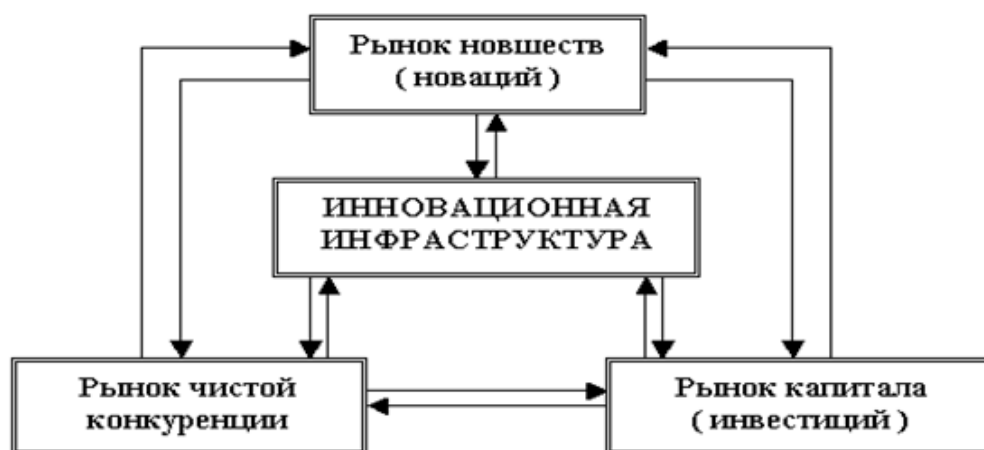 Рынок новшеств
( новаций )
ИННОВАЦИОННАЯ
ИНФРАСТРУКТУРА
Рынок чистой
конкуренции
Рынок капитала
( инвестиций )